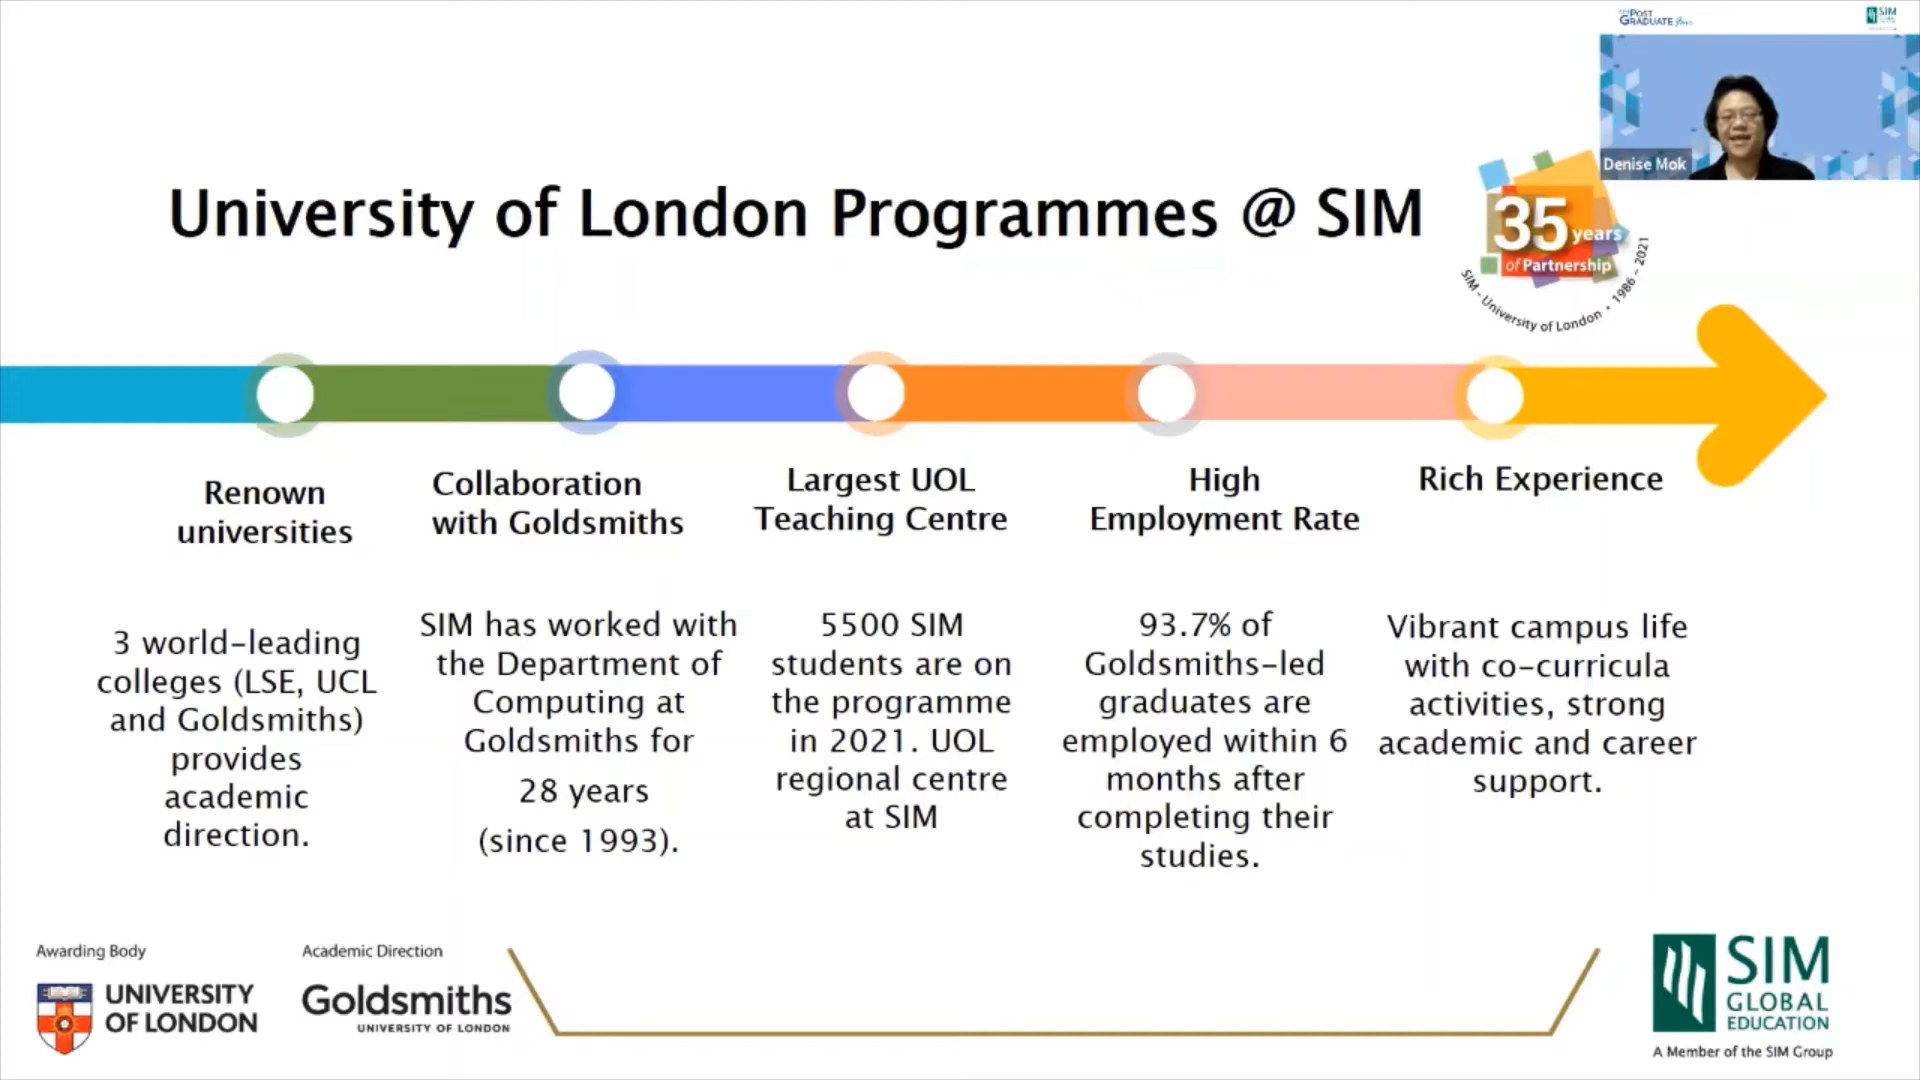 POST
GRADUATE
SIM
Denise Mok
University of London Programmes @ SIM
35 years
of Partnership
SIM - University of London • 1986 - 2021
Renown
universities
Collaboration
with Goldsmiths
Largest UOL
Teaching Centre
High
Employment Rate
Rich Experience
3 world-leading
colleges (LSE, UCL
and Goldsmiths)
provides
academic
direction.
SIM has worked with
the Department of
Computing at
Goldsmiths for
28 years
(since 1993).
5500 SIM
students are on
the programme
in 2021. UOL
regional centre
at SIM
93.7% of
Goldsmiths-led
graduates are
employed within 6
months after
completing their
studies.
Vibrant campus life
with co-curricula
activities, strong
academic and career
support.
Awarding Body
UNIVERSITY
OF LONDON
Academic Direction
Goldsmiths
UNIVERSITY OF LONDON
SIM
GLOBAL
EDUCATION
A Member of the SIM Group